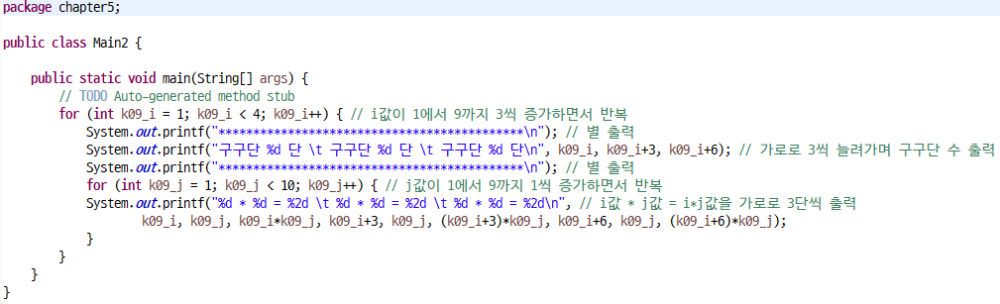 package chapter5;
public class Main2 {
public static void main(String[] args) {
// TODO Auto-generated method stub
for (int k09_i = 1; k09_i < 4; k09_i++) { // i값이 1에서 9까지 3씩 증가하면서 반복
System.out.printf("********************************************\n"); // 별 출력
System.out.printf("구구단 %d 단 \t 구구단 %d 단 \t 구구단 %d 단\n", k09_i, k09_i+3, k09_i+6); // 가로로 3씩 늘려가며 구구단 수 출력
System.out.printf("********************************************\n"); // 별 출력
for (int k09_j = 1; k09_j < 10; k09_j++) { // j값이 1에서 9까지 1씩 증가하면서 반복
System.out.printf("%d * %d = %2d \t %d * %d = %2d \t %d * %d = %2d\n", // i값 * j값 = i*j값을 가로로 3단씩 출력
k09_i, k09_j, k09_i*k09_j, k09_i+3, k09_j, (k09_i+3)*k09_j, k09_i+6, k09_j, (k09_i+6)*k09_j);
}
}
}
}